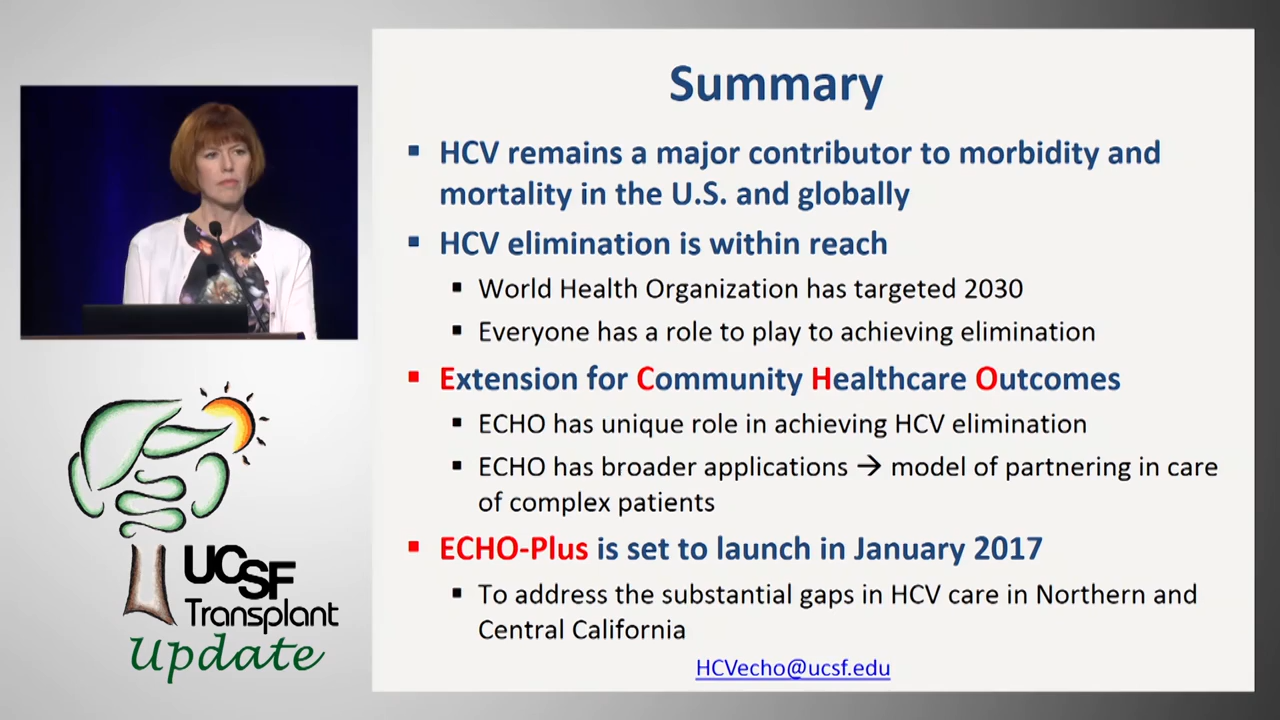 Summary
▪ HCV remains a major contributor to morbidity and
mortality in the U.S. and globally
▪ HCV elimination is within reach
▪ World Health Organization has targeted 2030
▪ Everyone has a role to play to achieving elimination
▪ Extension for Community Healthcare Outcomes
▪ ECHO has unique role in achieving HCV elimination
▪ ECHO has broader applications → model of partnering in care
of complex patients
▪ ECHO-Plus is set to launch in January 2017
▪ To address the substantial gaps in HCV care in Northern and
Central California
HCVecho@ucsf.edu
UCSF
Transplant
Update